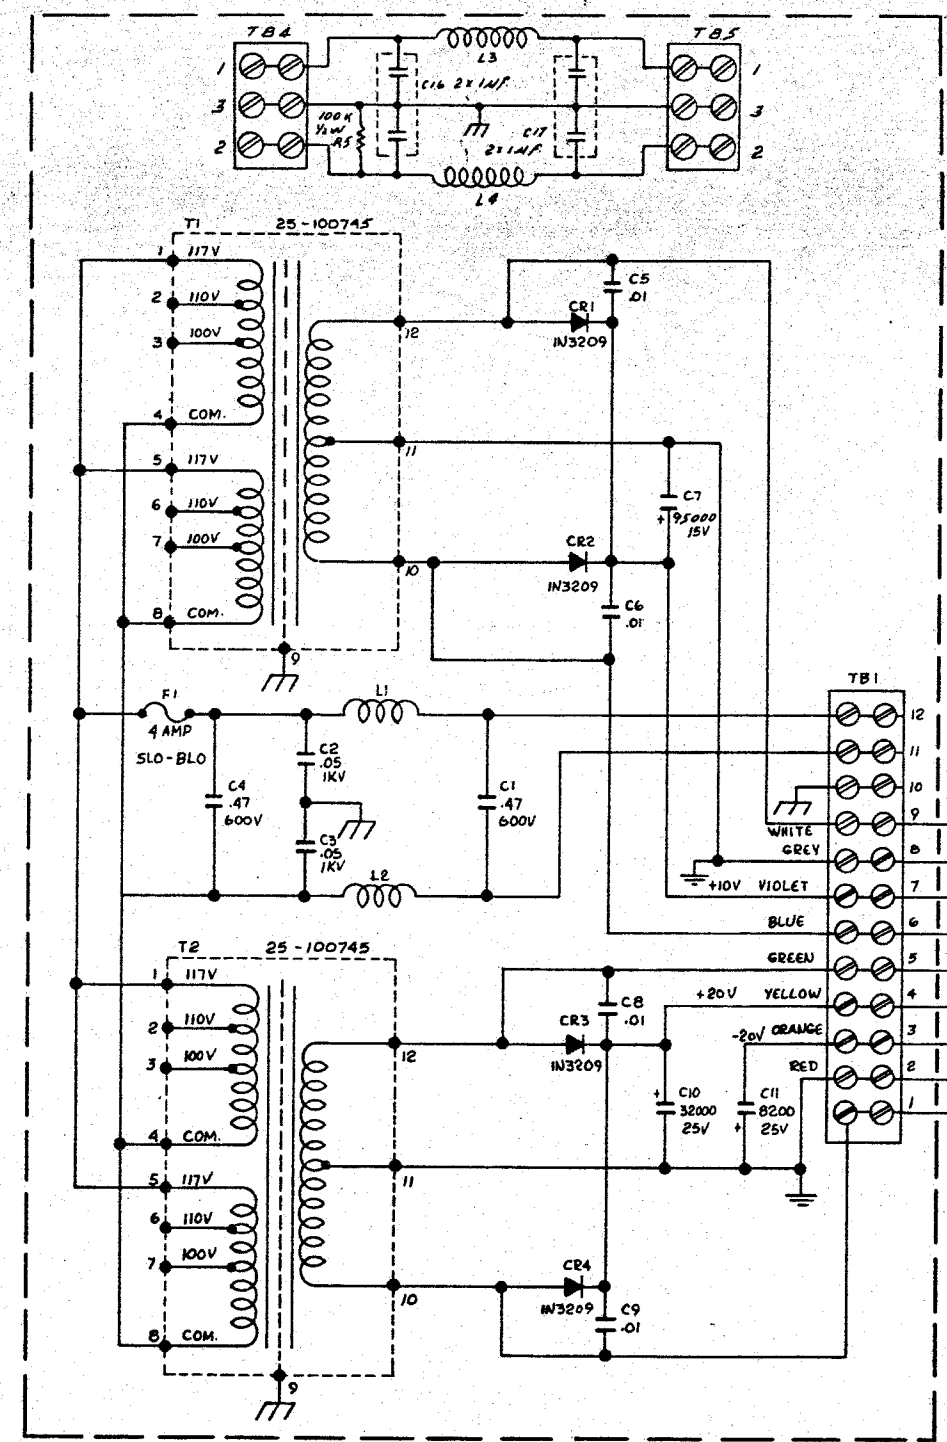 TB4
TB5
1
3
2
L3
C16 2X1µF.
100K
½W
R5
C17
2X1µF.
L4
1
3
2
T1
25-100745
1 117V
2 110V
3 100V
4 COM.
5 117V
6 110V
7 100V
8 COM.
9
12
11
10
C5
.01
CR1
1N3209
C7
+ 95000
15V
CR2
1N3209
C6
.01
F1
4 AMP
SLO-BLO
L1
C2
.05
1KV
C4
.47
600V
C3
.05
1KV
C1
.47
600V
L2
TB1
12
11
10
9
WHITE
GREY
8
+10V VIOLET
7
BLUE
6
GREEN
5
+20V YELLOW
4
-20V ORANGE
3
RED
2
1
T2
25-100745
1 117V
2 110V
3 100V
4 COM.
5 117V
6 110V
7 100V
8 COM.
9
12
11
10
C8
.01
CR3
1N3209
+ C10
32000
25V
C11
8200
+ 25V
CR4
1N3209
C9
.01